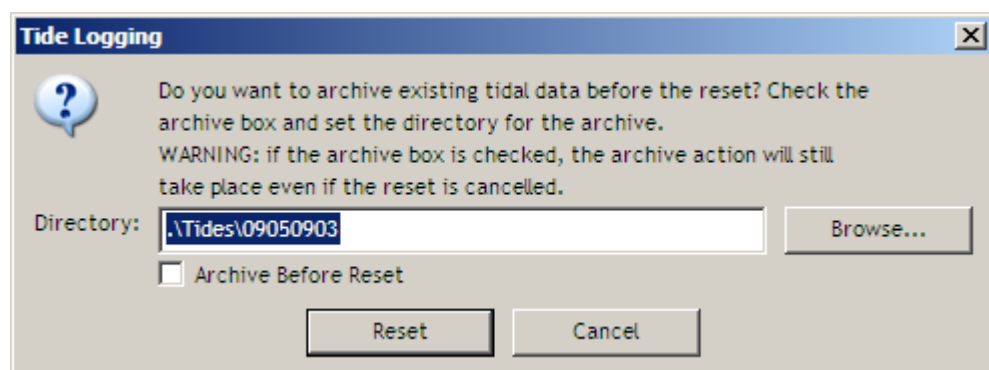 Tide Logging
Do you want to archive existing tidal data before the reset? Check the
archive box and set the directory for the archive.
WARNING: if the archive box is checked, the archive action will still
take place even if the reset is cancelled.
Directory: .\Tides\09050903 Browse...
Archive Before Reset
Reset Cancel